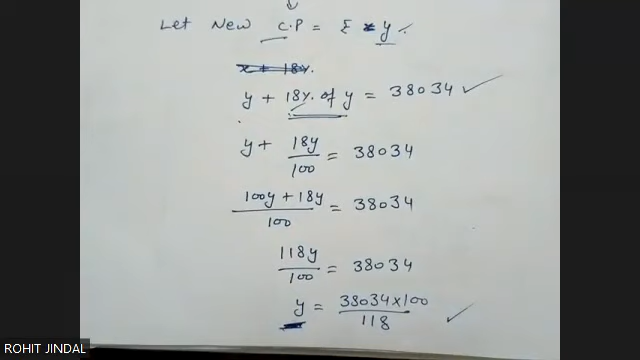 Let New C.P = ₹ y
x + 18%.
y + 18% of y = 38034
y + 18y/100 = 38034
100y + 18y/100 = 38034
118y/100 = 38034
y = 38034×100/118
ROHIT JINDAL